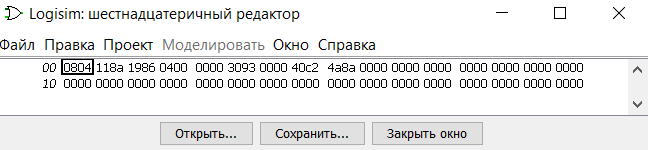 Logisim: шестнадцатеричный редактор
Файл Правка Проект Моделировать Окно Справка
00 0804 118a 1986 0400 0000 3093 0000 40c2 4a8a 0000 0000 0000 0000 0000 0000 0000
10 0000 0000 0000 0000 0000 0000 0000 0000 0000 0000 0000 0000 0000 0000 0000 0000
Открыть... Сохранить... Закрыть окно